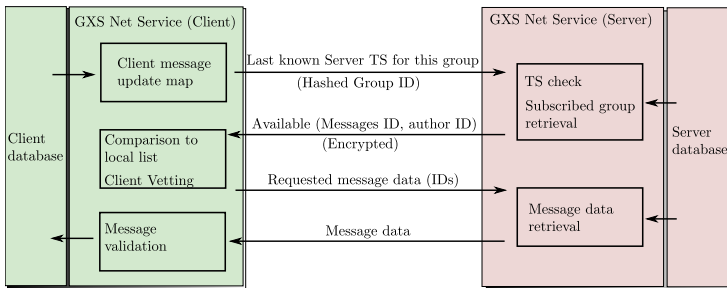 GXS Net Service (Client)
GXS Net Service (Server)
Client message
update map
Last known Server TS for this group
(Hashed Group ID)
TS check
Subscribed group
retrieval
Client
database
Comparison to
local list
Client Vetting
Available (Messages ID, author ID)
(Encrypted)
Server
database
Requested message data (IDs)
Message
validation
Message data
Message data
retrieval